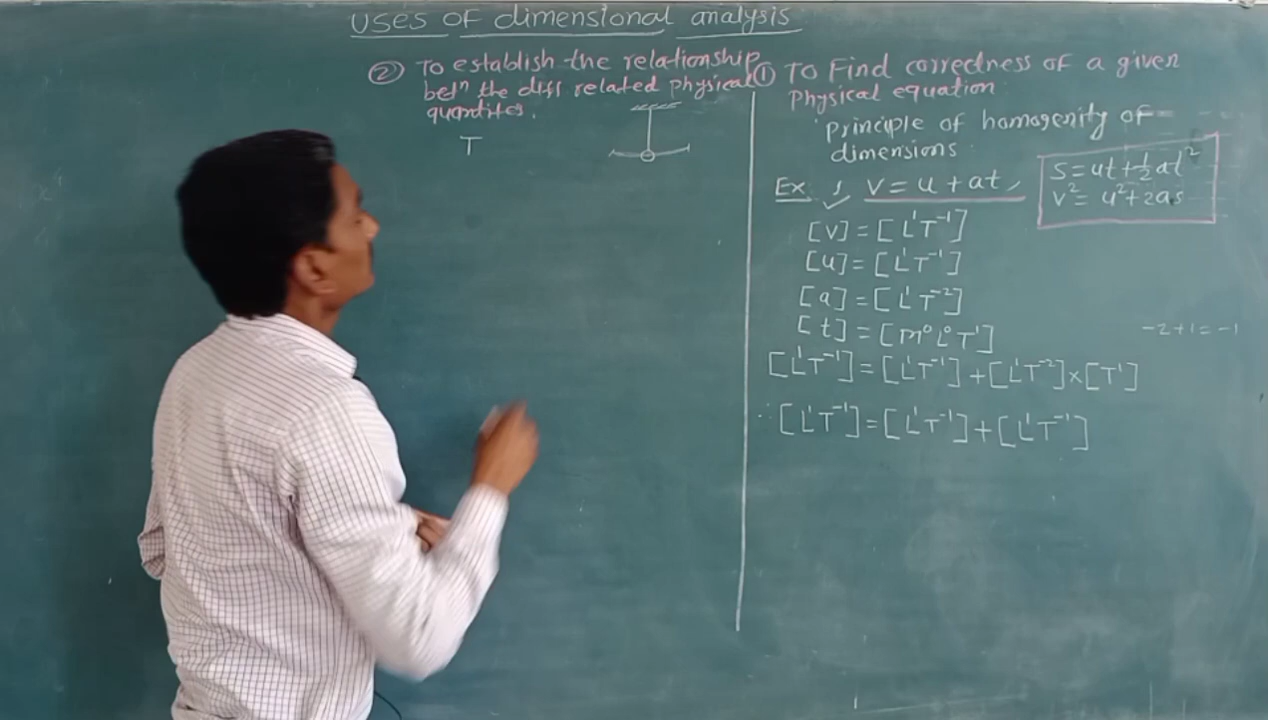 Uses of dimensional analysis
② To establish the relationship
betⁿ the diff related physical
quantites.
T
① To Find correctness of a given
Physical equation
Principle of homogenity of
dimensions
Ex. 1 v = u + at,
s = ut + ½ at²
v² = u² + 2as
[v] = [L¹T⁻¹]
[u] = [L¹T⁻¹]
[a] = [L¹T⁻²]
[t] = [M⁰L⁰T¹]
-2+1=-1
[L¹T⁻¹] = [L¹T⁻¹] + [L¹T⁻²] × [T¹]
∴ [L¹T⁻¹] = [L¹T⁻¹] + [L¹T⁻¹]